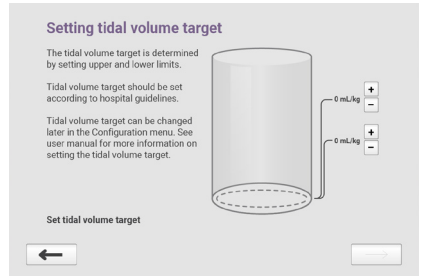 Setting tidal volume target
The tidal volume target is determined
by setting upper and lower limits.
Tidal volume target should be set
according to hospital guidelines.
Tidal volume target can be changed
later in the Configuration menu. See
user manual for more information on
setting the tidal volume target.
+
0 mL/kg
−
+
0 mL/kg
−
Set tidal volume target